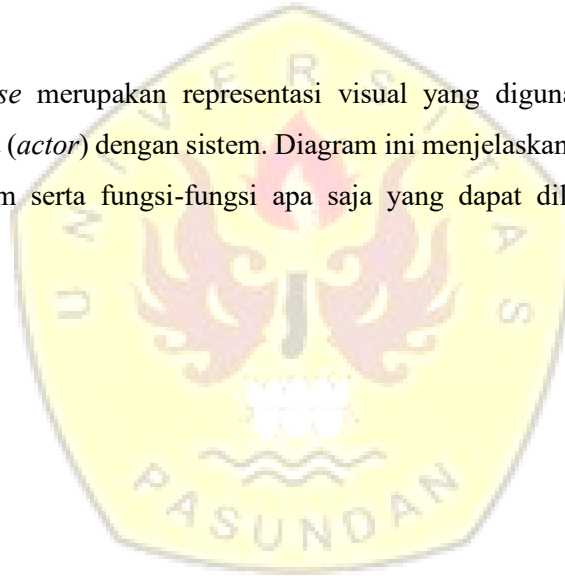 se merupakan representasi visual yang diguna
(actor) dengan sistem. Diagram ini menjelaskan
m serta fungsi-fungsi apa saja yang dapat dil
UNIVERSITAS
PASUNDAN